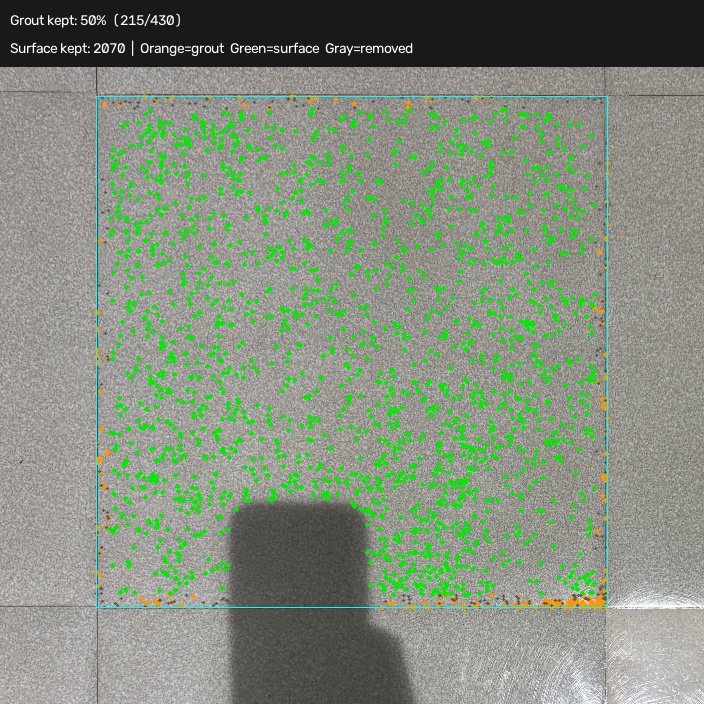 Grout kept: 50% (215/430)
Surface kept: 2070 | Orange=grout Green=surface Gray=removed